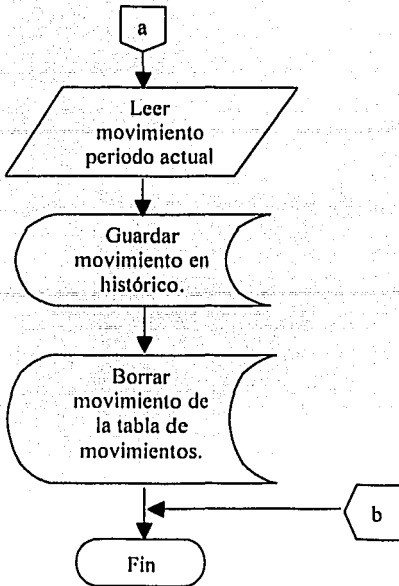 a
Leer
movimiento
periodo actual
Guardar
movimiento en
histórico.
Borrar
movimiento de
la tabla de
movimientos.
b
Fin